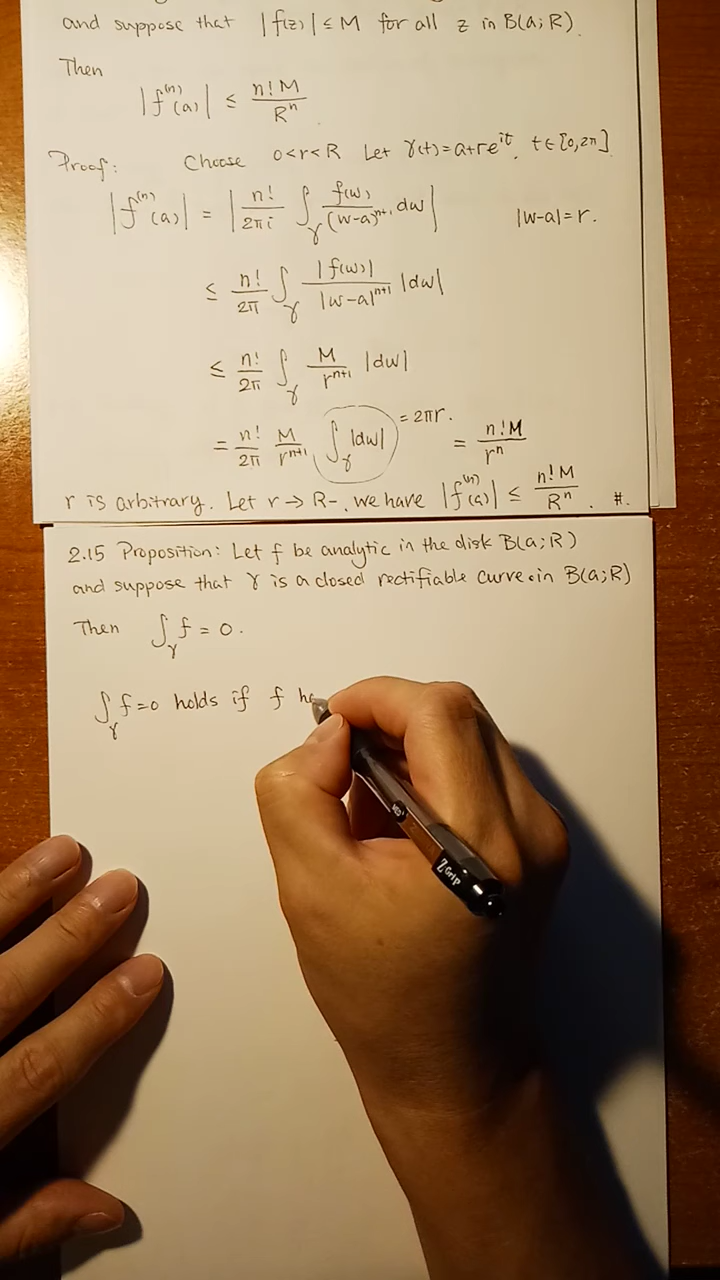 and suppose that |f(z)| ≤ M for all z in B(a;R).
Then
|f⁽ⁿ⁾(a)| ≤ n!M / Rⁿ
Proof: Choose 0<r<R Let γ(t)=a+re^{it}, t∈[0,2π]
|f⁽ⁿ⁾(a)| = | n!/2πi ∫_γ f(w)/(w-a)^{n+1} dw | |w-a|=r.
≤ n!/2π ∫_γ |f(w)|/|w-a|^{n+1} |dw|
≤ n!/2π ∫_γ M/r^{n+1} |dw|
= n!/2π M/r^{n+1} ∫_γ |dw| = 2πr. = n!M/rⁿ
r is arbitrary. Let r → R-, we have |f⁽ⁿ⁾(a)| ≤ n!M/Rⁿ. #.
2.15 Proposition: Let f be analytic in the disk B(a;R)
and suppose that γ is a closed rectifiable curve in B(a;R)
Then ∫_γ f = 0.
∫_γ f=0 holds if f
Z Grip